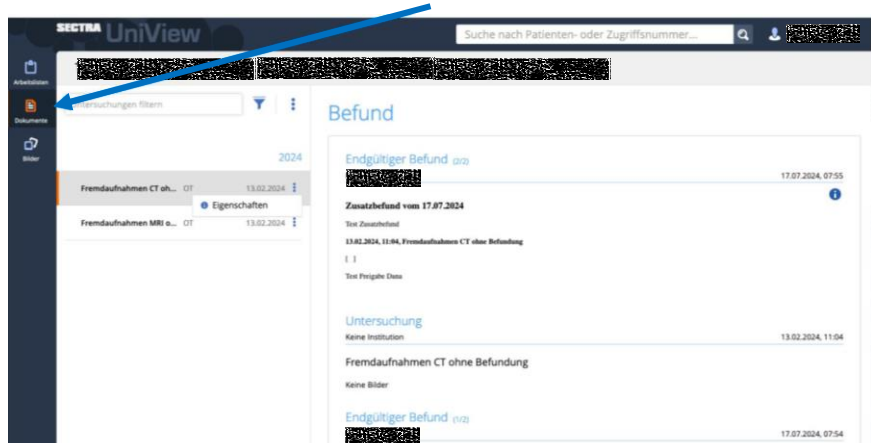 SECTRA UniView
Suche nach Patienten- oder Zugriffsnummer...
Arbeitslisten
Dokumente
Bilder
filtern
2024
Fremdaufnahmen CT oh... OT 13.02.2024
Eigenschaften
Fremdaufnahmen MRI o... OT 13.02.2024
Befund
Endgültiger Befund (2/2)
17.07.2024, 07:55
Zusatzbefund vom 17.07.2024
Test Zusatzbefund
13.02.2024, 11:04, Fremdaufnahmen CT ohne Befundung
[ ]
Test Freigabe Dana
Untersuchung
Keine Institution 13.02.2024, 11:04
Fremdaufnahmen CT ohne Befundung
Keine Bilder
Endgültiger Befund (1/2)
17.07.2024, 07:54